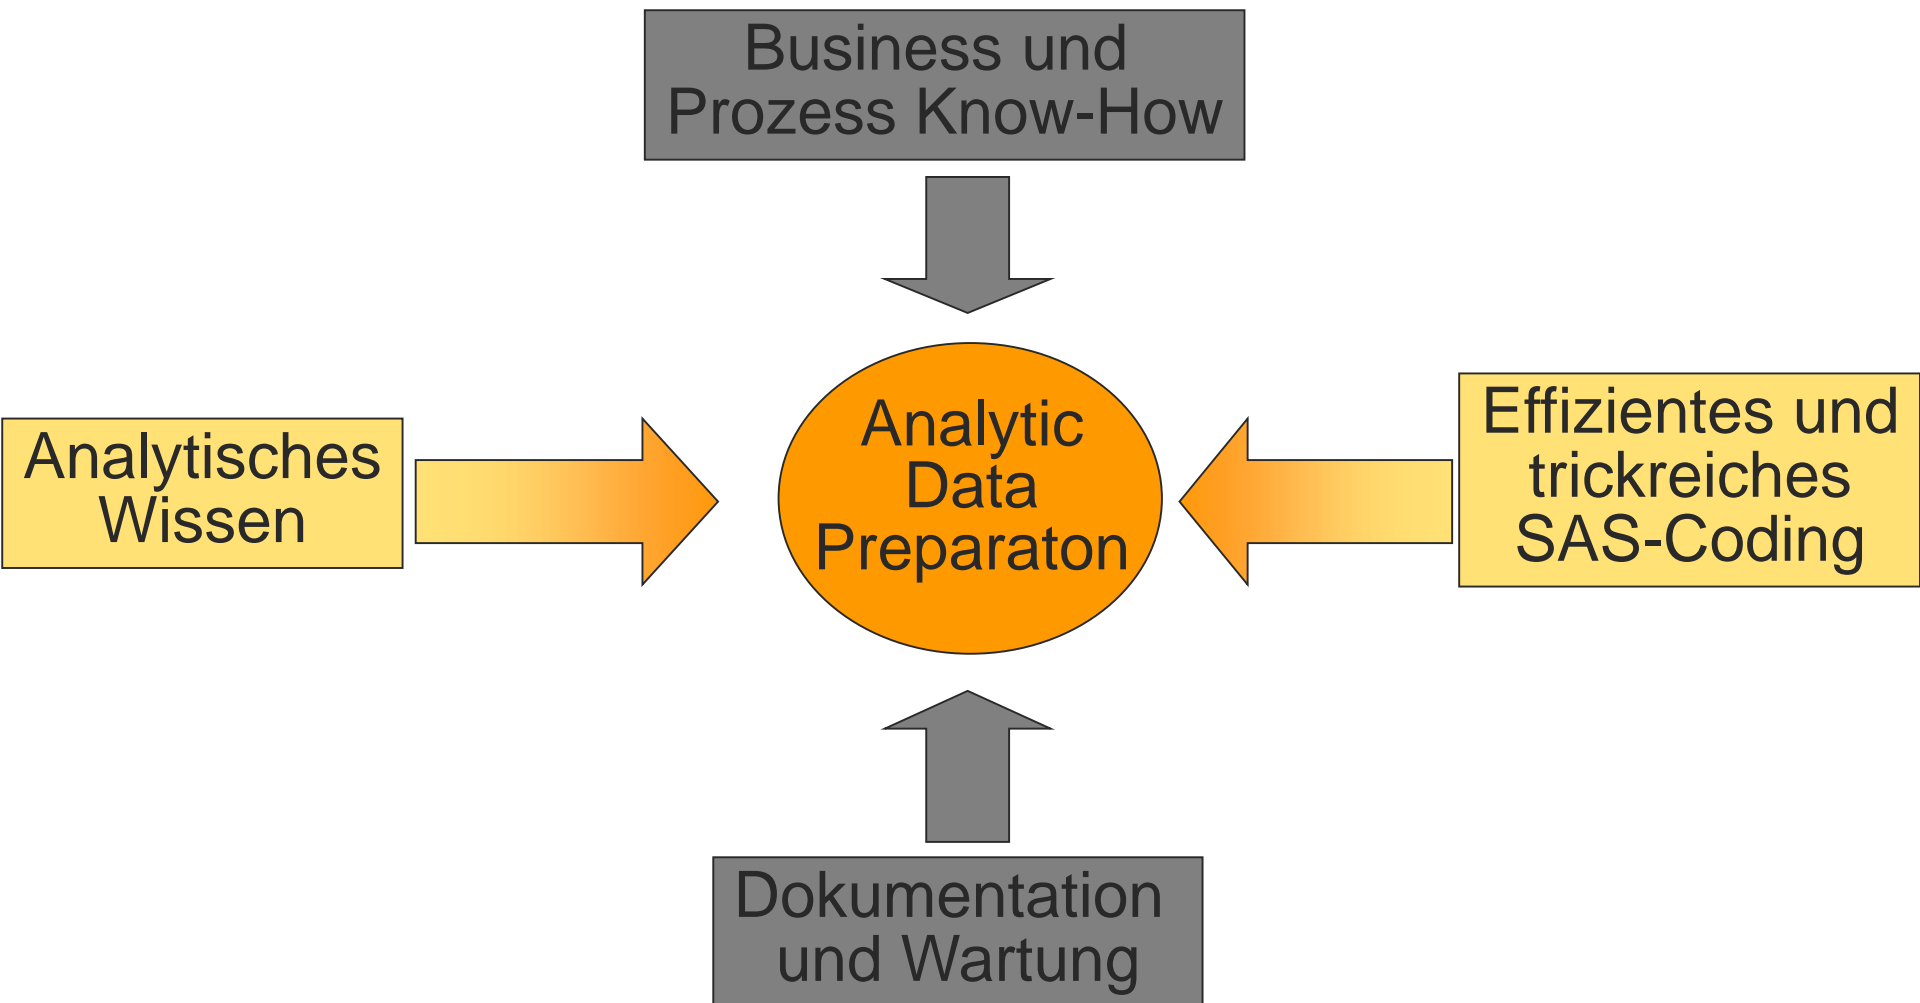 Business und
Prozess Know-How
Analytisches
Wissen
Analytic
Data
Preparaton
Effizientes und
trickreiches
SAS-Coding
Dokumentation
und Wartung